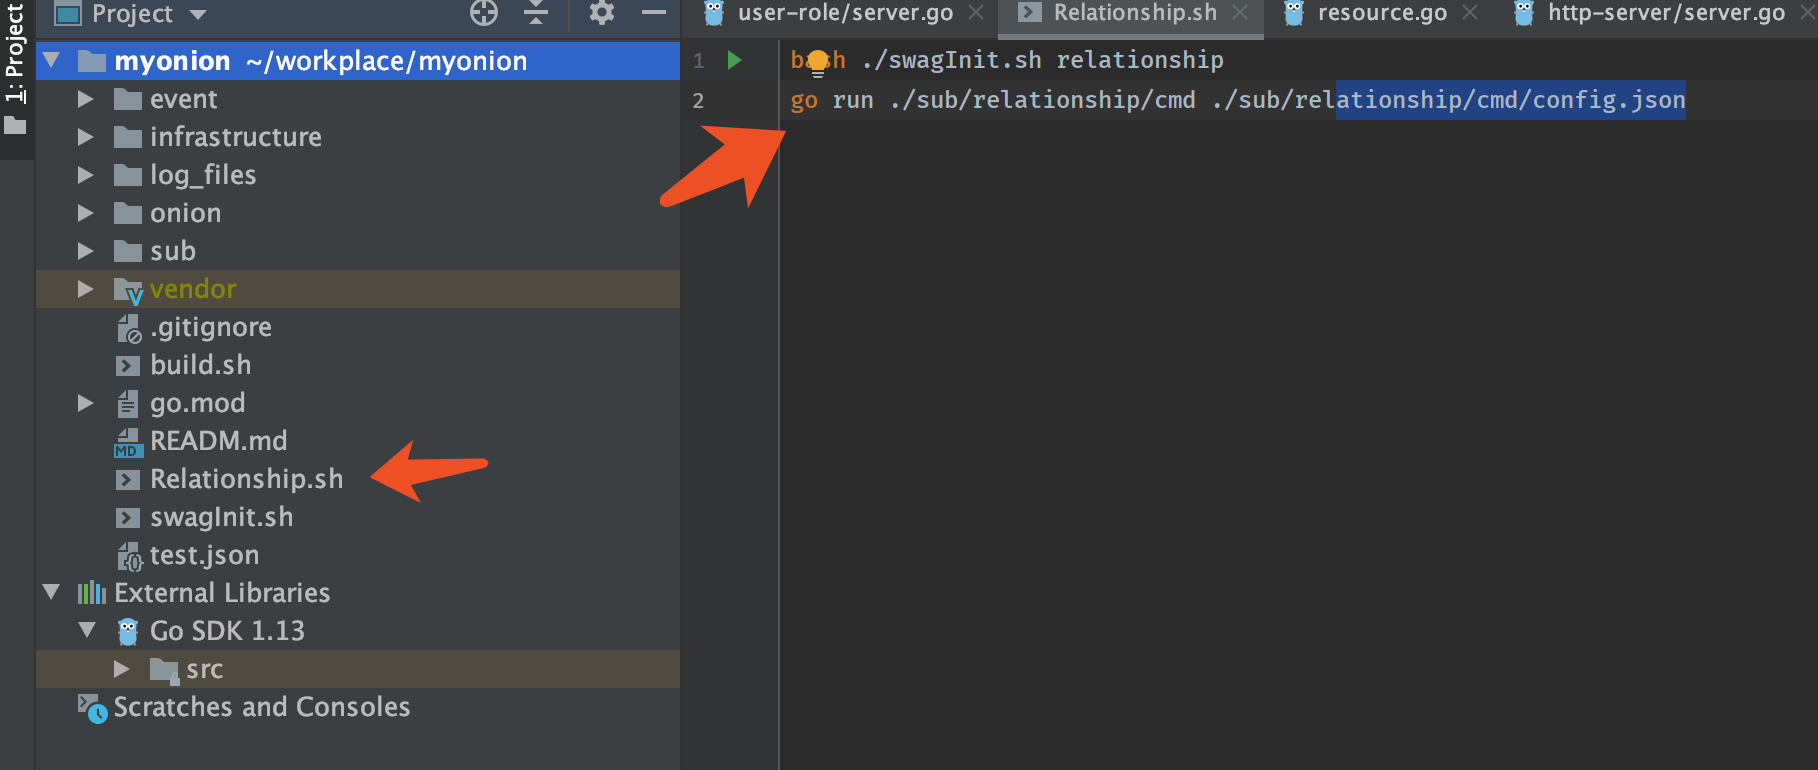 1: Project
Project
user-role/server.go
Relationship.sh
resource.go
http-server/server.go
myonion ~/workplace/myonion
event
infrastructure
log_files
onion
sub
vendor
.gitignore
build.sh
go.mod
READM.md
Relationship.sh
swagInit.sh
test.json
External Libraries
Go SDK 1.13
src
Scratches and Consoles
1 bash ./swagInit.sh relationship
2 go run ./sub/relationship/cmd ./sub/relationship/cmd/config.json